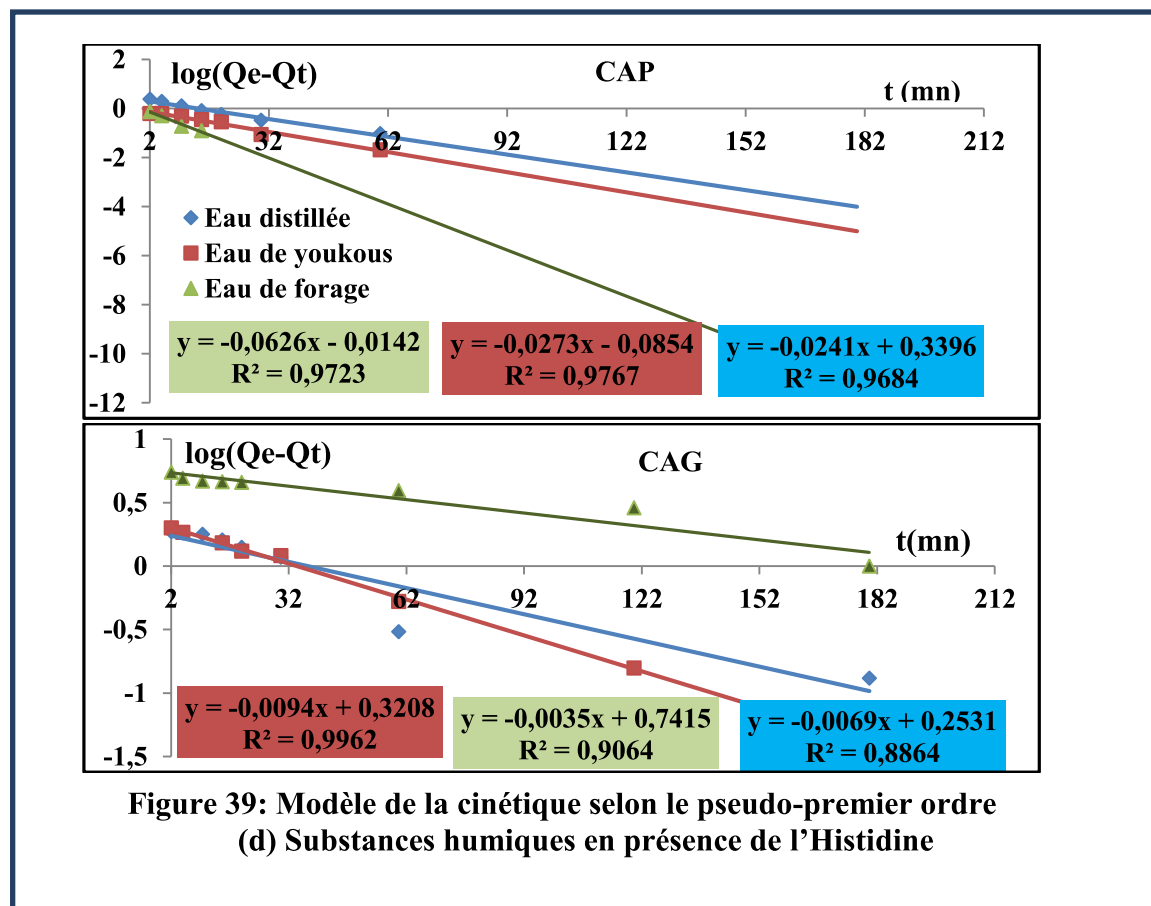 2
log(Qe-Qt)
CAP
t (mn)
0
2 32 62 92 122 152 182 212
-2
-4
Eau distillée
Eau de youkous
-6
Eau de forage
-8
y = -0,0626x - 0,0142
R² = 0,9723
y = -0,0273x - 0,0854
R² = 0,9767
y = -0,0241x + 0,3396
R² = 0,9684
-10
-12
1
log(Qe-Qt)
CAG
0,5
t(mn)
0
2 32 62 92 122 152 182 212
-0,5
-1
y = -0,0094x + 0,3208
R² = 0,9962
y = -0,0035x + 0,7415
R² = 0,9064
y = -0,0069x + 0,2531
R² = 0,8864
-1,5
Figure 39: Modèle de la cinétique selon le pseudo-premier ordre
(d) Substances humiques en présence de l’Histidine